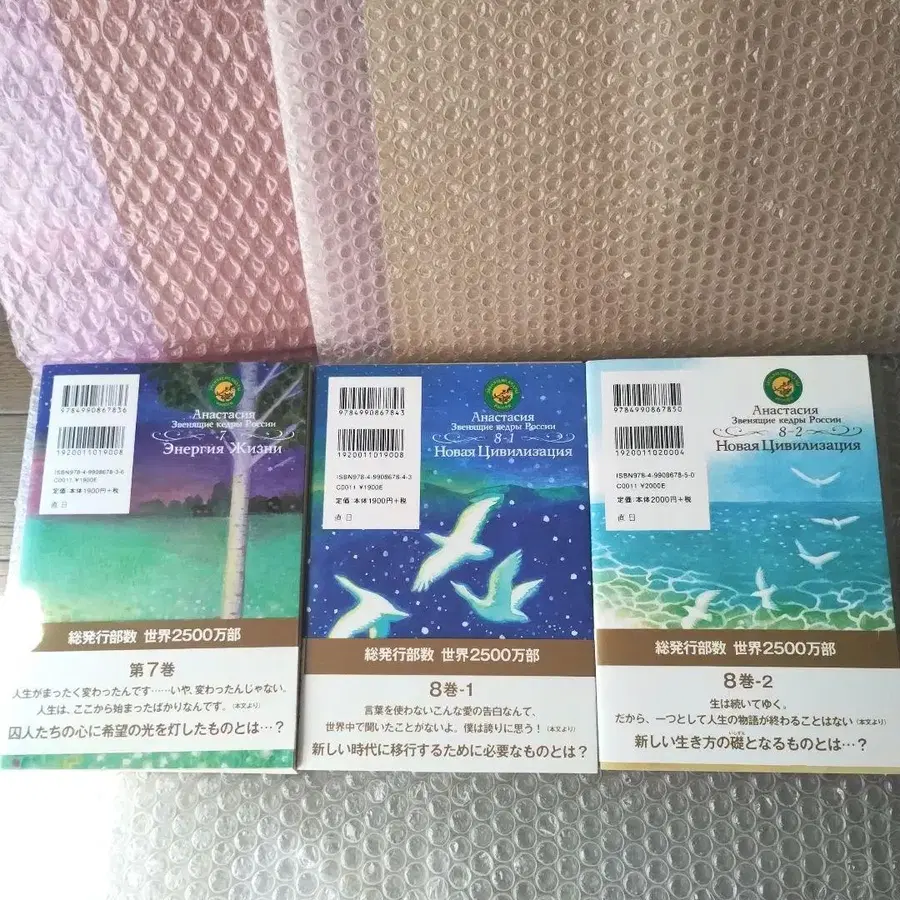 9784990867836
1920011019008
ISBN978-4-9908678-3-6
C0011 ¥1900E
定価:本体1900円+税
直日
Анастасия
Звенящие кедры России
7
Энергия Жизни
総発行部数 世界2500万部
第7巻
人生がまったく変わったんです……いや、変わったんじゃない。
人生は、ここから始まったばかりなんです。(本文より)
囚人たちの心に希望の光を灯したものとは…?
9784990867843
1920011019008
ISBN978-4-9908678-4-3
C0011 ¥1900E
定価:本体1900円+税
直日
Анастасия
Звенящие кедры России
8-1
Новая Цивилизация
総発行部数 世界2500万部
8巻-1
言葉を使わないこんな愛の告白なんて、
世界中で聞いたことがないよ。僕は誇りに思う!(本文より)
新しい時代に移行するために必要なものとは?
9784990867850
1920011020004
ISBN978-4-9908678-5-0
C0011 ¥2000E
定価:本体2000円+税
直日
Анастасия
Звенящие кедры России
8-2
Новая Цивилизация
総発行部数 世界2500万部
8巻-2
生は続いてゆく。
だから、一つとして人生の物語が終わることはない(本文より)
新しい生き方の礎となるものとは…?